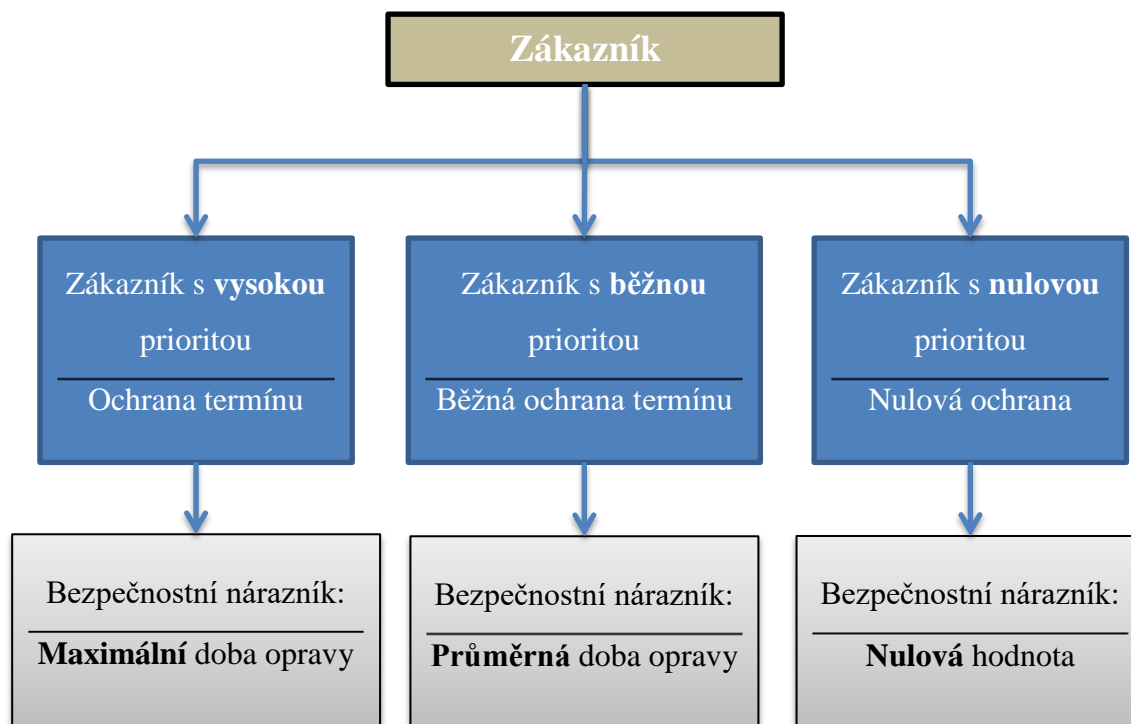 Zákazník
Zákazník s vysokou
prioritou
Ochrana termínu
Zákazník s běžnou
prioritou
Běžná ochrana termínu
Zákazník s nulovou
prioritou
Nulová ochrana
Bezpečnostní nárazník:
Maximální doba opravy
Bezpečnostní nárazník:
Průměrná doba opravy
Bezpečnostní nárazník:
Nulová hodnota